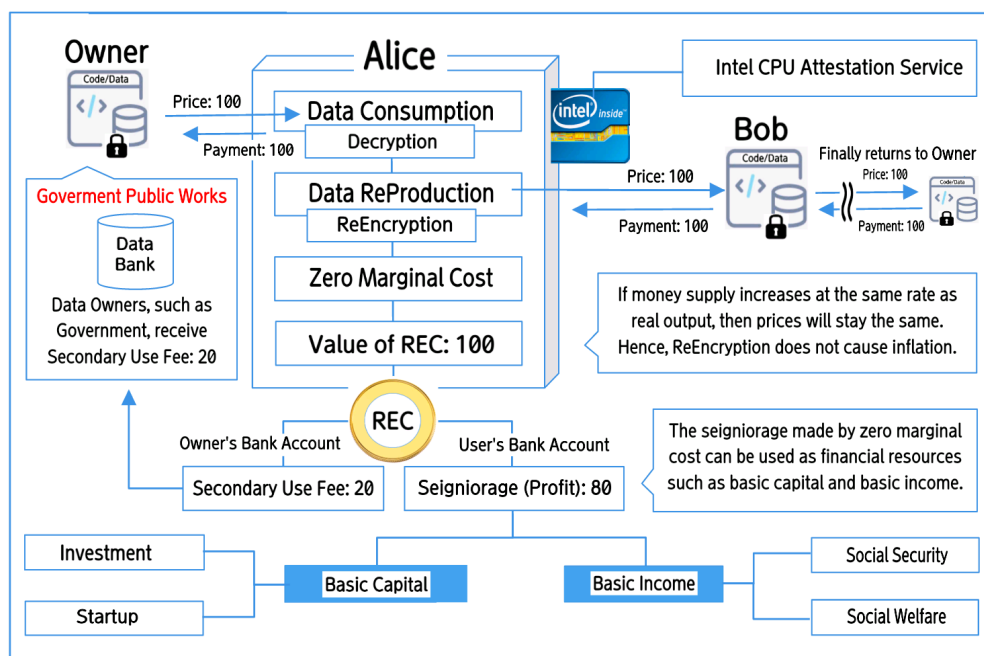 Owner
Code/Data
Price: 100
Payment: 100
Goverment Public Works
Data
Bank
Data Owners, such as
Government, receive
Secondary Use Fee: 20
Alice
Data Consumption
Decryption
Data ReProduction
ReEncryption
Zero Marginal Cost
Value of REC: 100
Intel CPU Attestation Service
intel inside™
Bob
Code/Data
Price: 100
Payment: 100
Finally returns to Owner
Price: 100
Payment: 100
Code/Data
If money supply increases at the same rate as
real output, then prices will stay the same.
Hence, ReEncryption does not cause inflation.
REC
Owner's Bank Account
User's Bank Account
Secondary Use Fee: 20
Seigniorage (Profit): 80
The seigniorage made by zero marginal
cost can be used as financial resources
such as basic capital and basic income.
Investment
Startup
Basic Capital
Basic Income
Social Security
Social Welfare